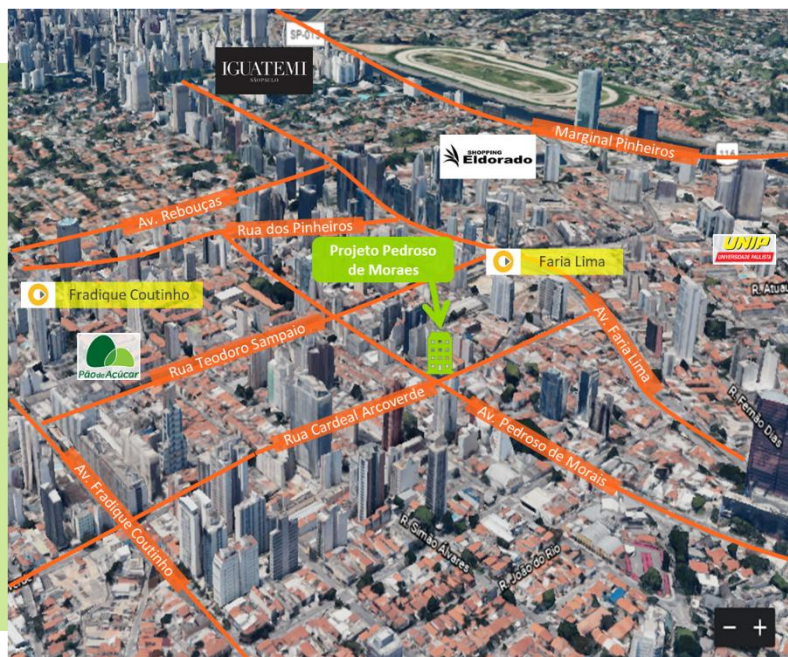 SP-015
IGUATEMI
SÃO PAULO
Marginal Pinheiros
SHOPPING
Eldorado
Av. Rebouças
Rua dos Pinheiros
Projeto Pedroso
de Moraes
Faria Lima
UNIP
UNIVERSIDADE PAULISTA
Fradique Coutinho
Pão de Açúcar
Rua Teodoro Sampaio
Av. Faria Lima
R. Fernão Dias
Rua Cardeal Arcoverde
Av. Pedroso de Morais
Av. Fradique Coutinho
R. Simão Álvares
R. João do Rio
− +